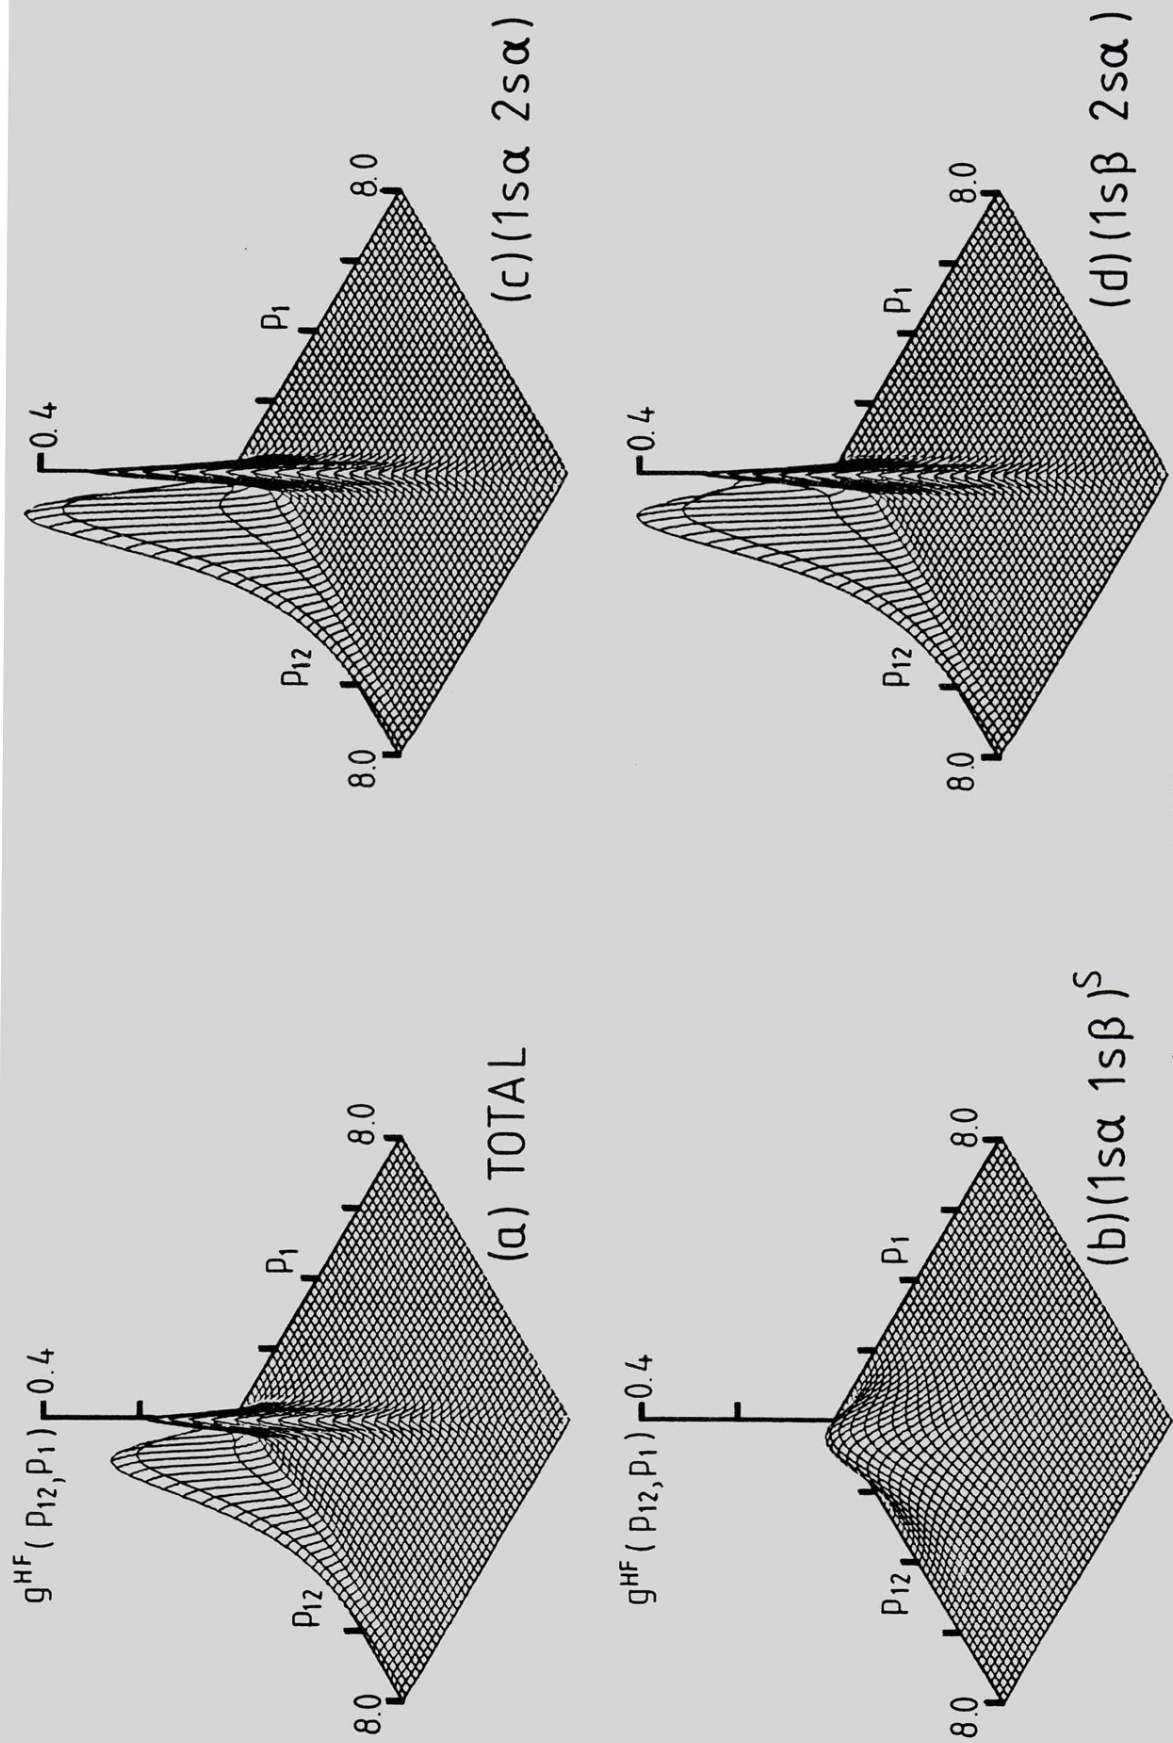 g^HF (p12,p1)
0.4
p12
p1
8.0
8.0
(a) TOTAL
g^HF (p12,p1)
0.4
p12
p1
8.0
8.0
(b)(1sα 1sβ)^S
0.4
p12
p1
8.0
8.0
(c)(1sα 2sα)
0.4
p12
p1
8.0
8.0
(d)(1sβ 2sα)